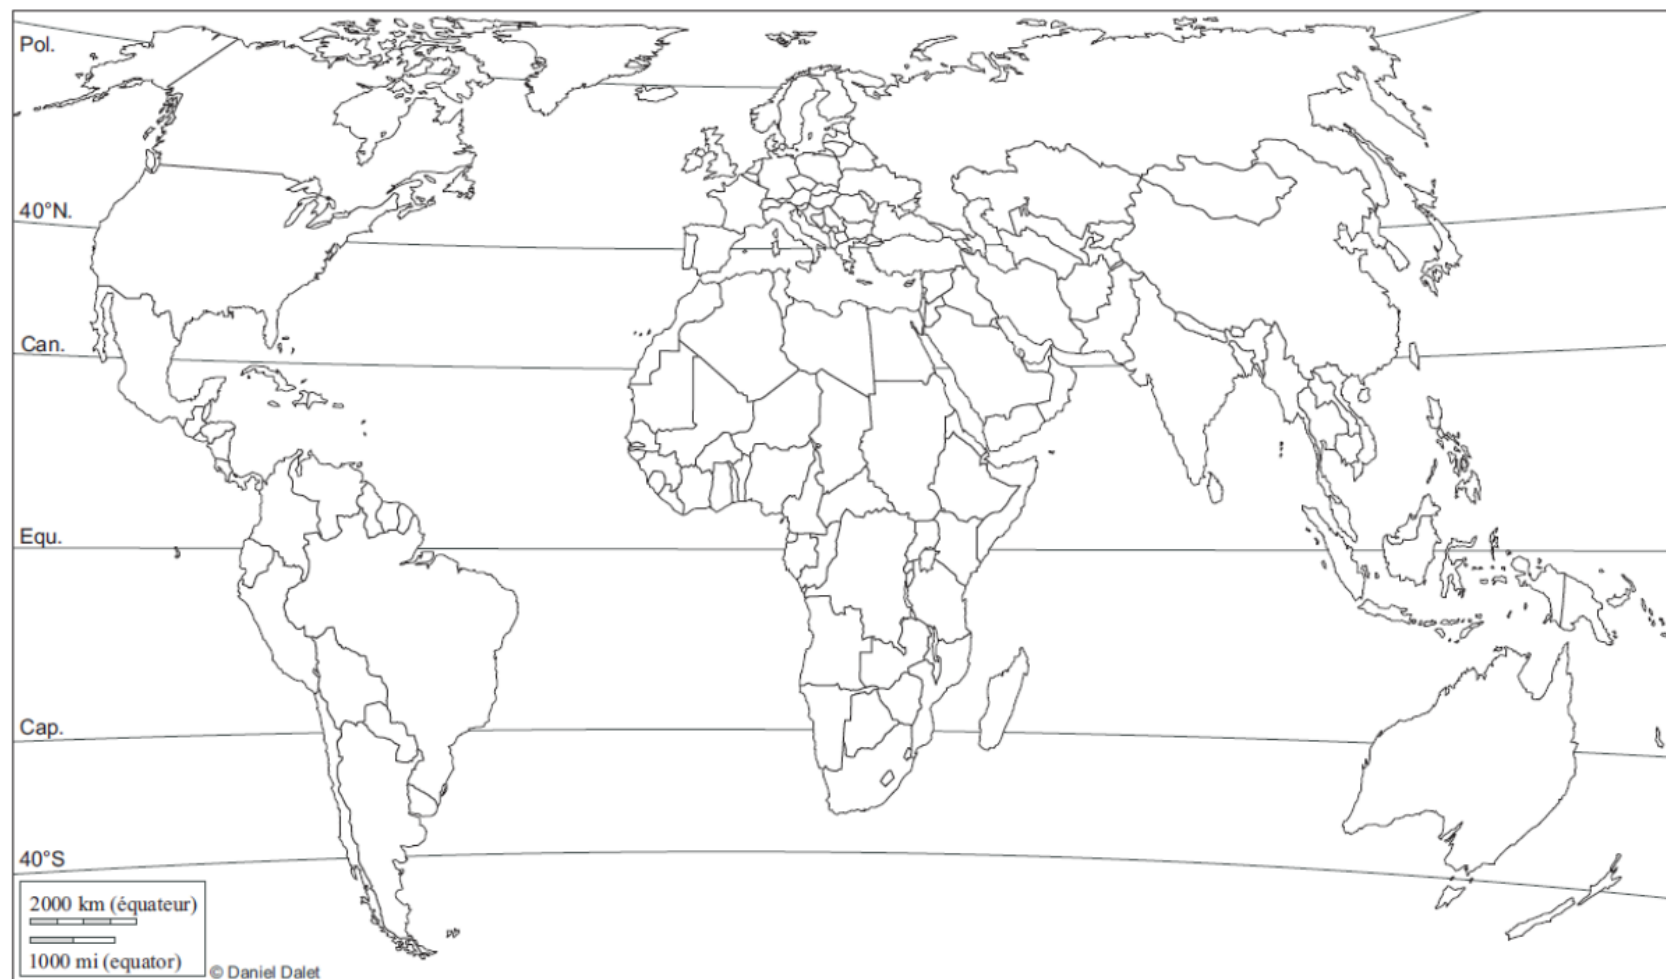 Pol.
40°N.
Can.
Equ.
Cap.
40°S
2000 km (équateur)
1000 mi (equator)
© Daniel Dalet